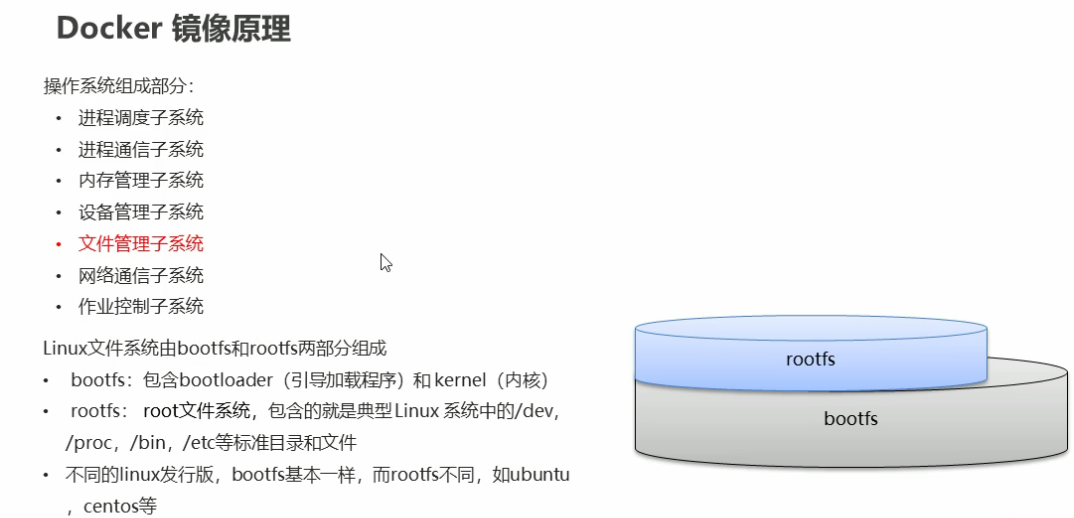 Docker 镜像原理
操作系统组成部分：
• 进程调度子系统
• 进程通信子系统
• 内存管理子系统
• 设备管理子系统
• 文件管理子系统
• 网络通信子系统
• 作业控制子系统
Linux文件系统由bootfs和rootfs两部分组成
• bootfs：包含bootloader（引导加载程序）和 kernel（内核）
• rootfs： root文件系统，包含的就是典型 Linux 系统中的/dev，
/proc，/bin，/etc等标准目录和文件
• 不同的linux发行版，bootfs基本一样，而rootfs不同，如ubuntu
，centos等
rootfs
bootfs